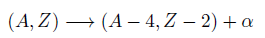 (A, Z) ⟶ (A − 4, Z − 2) + α